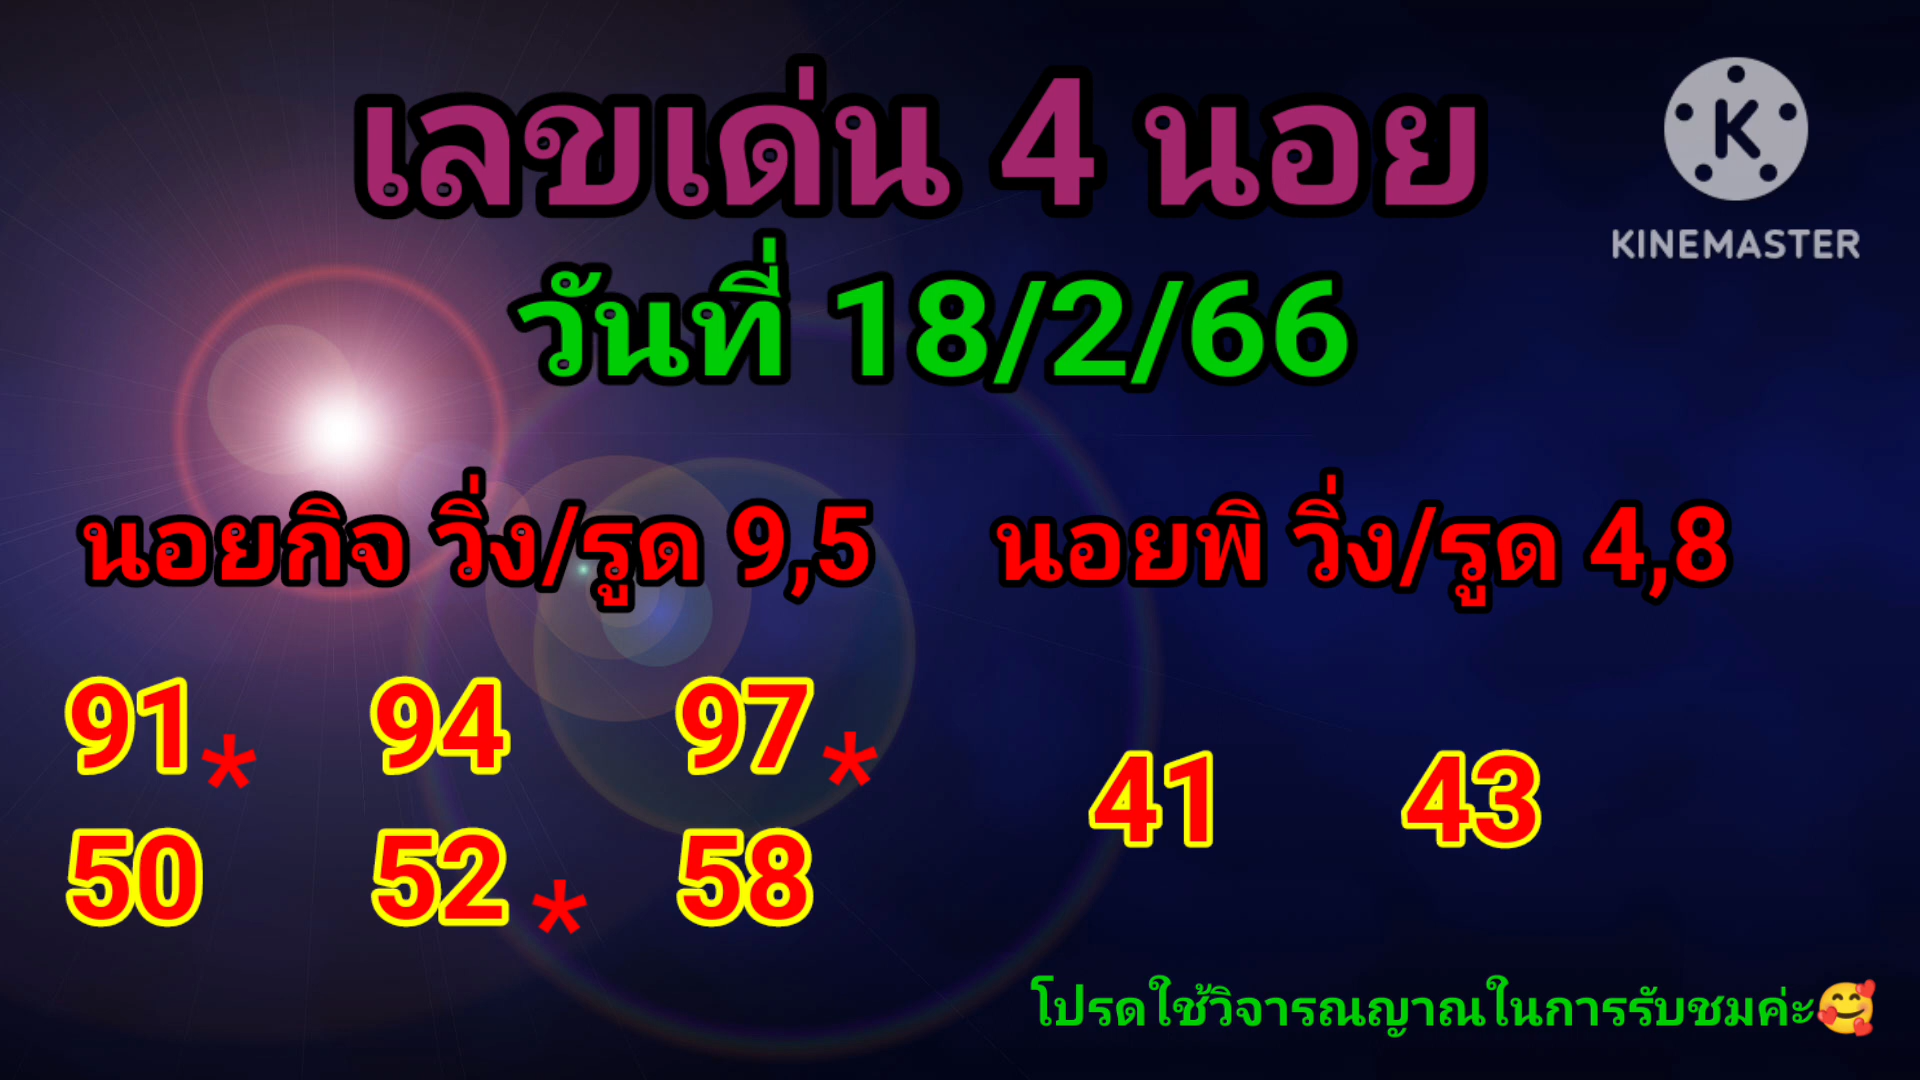 เลขเด่น 4 นอย
K
KINEMASTER
วันที่ 18/2/66
นอยกิจ วิ่ง/รูด 9,5
นอยพิ วิ่ง/รูด 4,8
91* 94 97*
50 52* 58
41 43
โปรดใช้วิจารณญาณในการรับชมค่ะ🥰